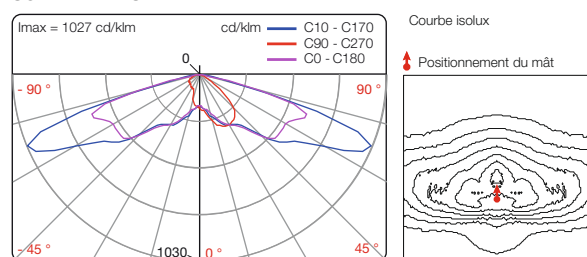 Imax = 1027 cd/klm
cd/klm
C10 - C170
C90 - C270
C0 - C180
0
- 90 °
90 °
- 45 °
1030
0 °
45 °
Courbe isolux
Positionnement du mât